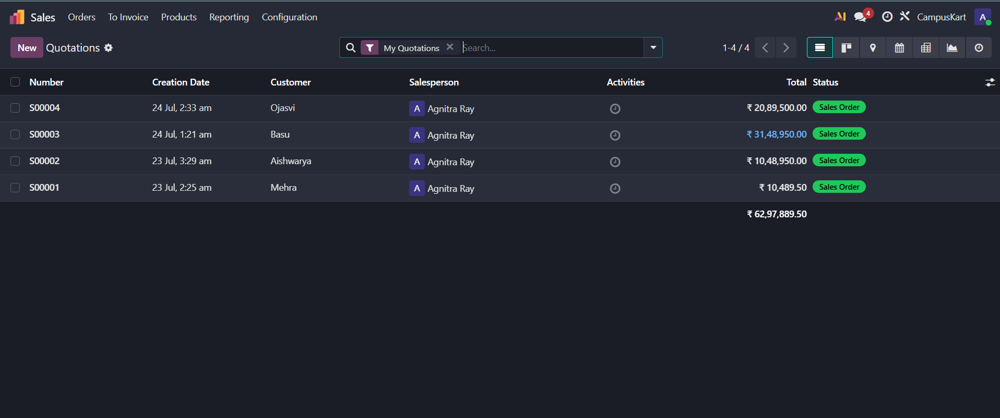 Sales Orders To Invoice Products Reporting Configuration AI 4 CampusKart A
New Quotations My Quotations Search... 1-4 / 4
Number Creation Date Customer Salesperson Activities Total Status
S00004 24 Jul, 2:33 am Ojasvi A Agnitra Ray ₹ 20,89,500.00 Sales Order
S00003 24 Jul, 1:21 am Basu A Agnitra Ray ₹ 31,48,950.00 Sales Order
S00002 23 Jul, 3:29 am Aishwarya A Agnitra Ray ₹ 10,48,950.00 Sales Order
S00001 23 Jul, 2:25 am Mehra A Agnitra Ray ₹ 10,489.50 Sales Order
₹ 62,97,889.50